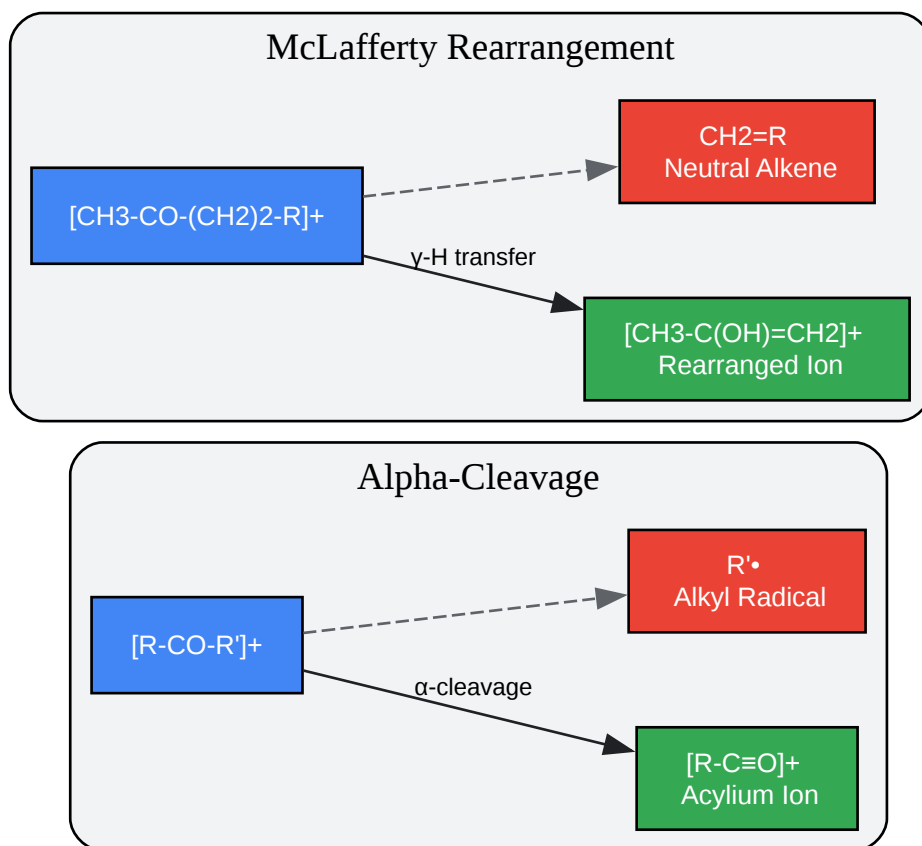 McLafferty Rearrangement
CH2=R
Neutral Alkene
[CH3-CO-(CH2)2-R]+
γ-H transfer
[CH3-C(OH)=CH2]+
Rearranged Ion
Alpha-Cleavage
R'•
Alkyl Radical
[R-CO-R']+
α-cleavage
[R-C≡O]+
Acylium Ion